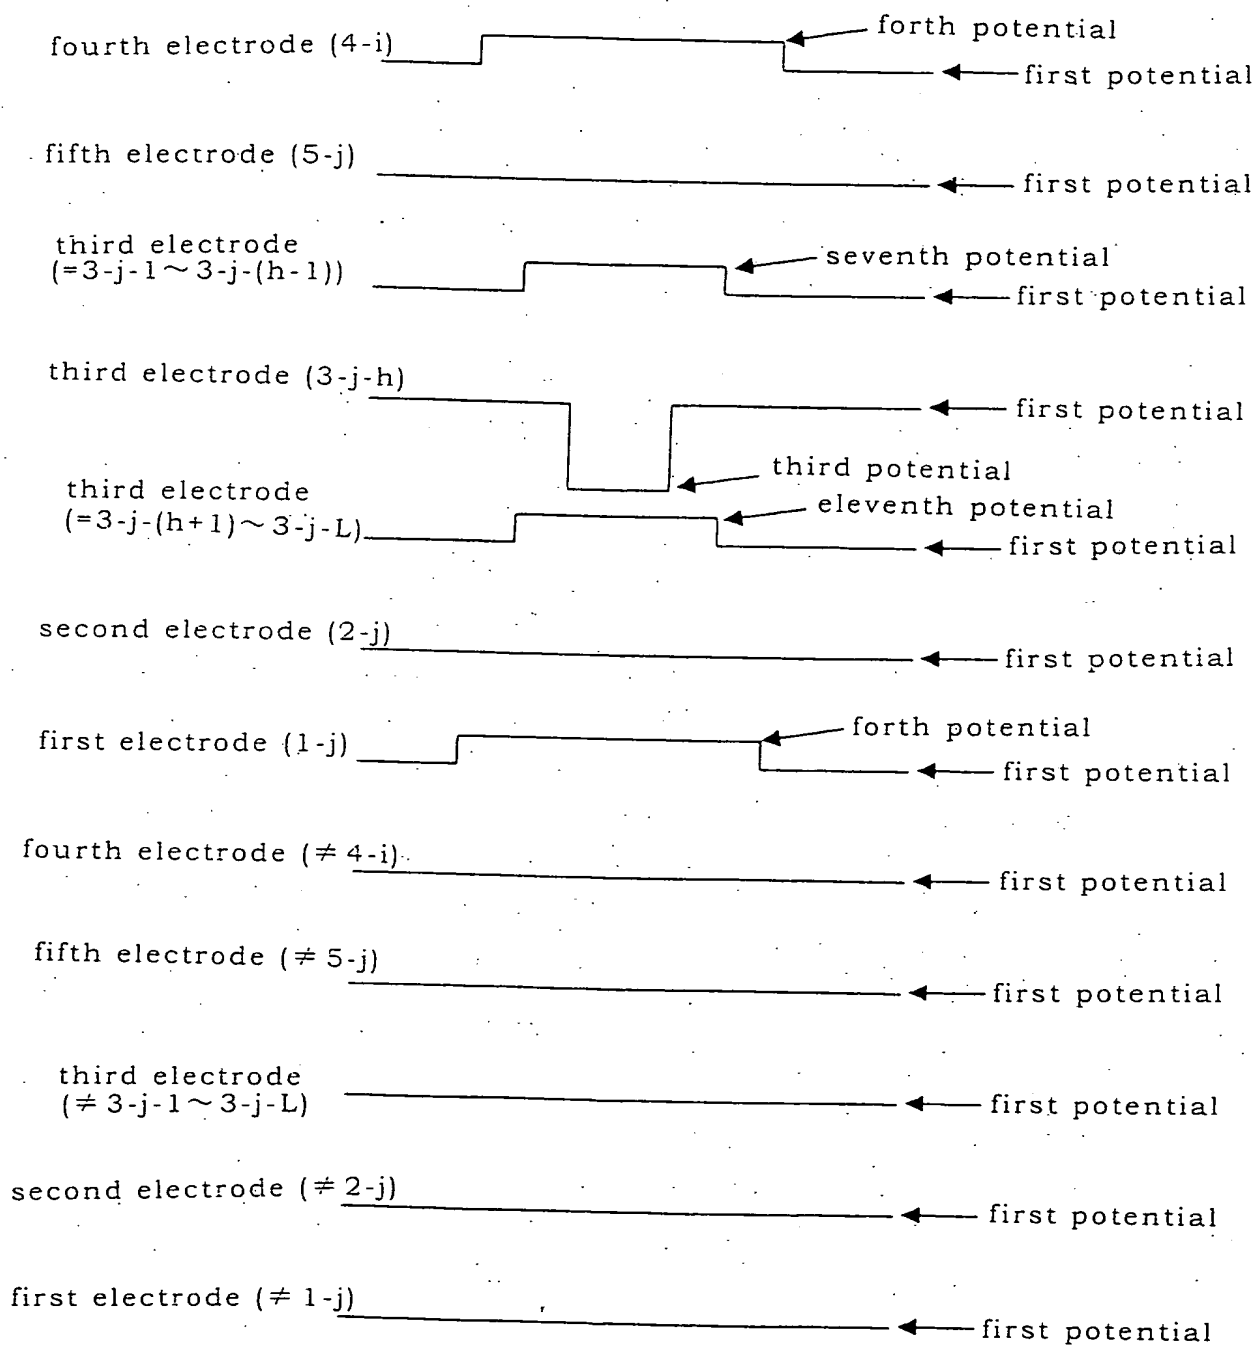 fourth electrode (4-i)
forth potential
first potential
fifth electrode (5-j)
first potential
third electrode
(=3-j-1~3-j-(h-1))
seventh potential
first potential
third electrode (3-j-h)
first potential
third potential
third electrode
(=3-j-(h+1)~3-j-L)
eleventh potential
first potential
second electrode (2-j)
first potential
first electrode (1-j)
forth potential
first potential
fourth electrode (≠ 4-i)
first potential
fifth electrode (≠ 5-j)
first potential
third electrode
(≠ 3-j-1~3-j-L)
first potential
second electrode (≠ 2-j)
first potential
first electrode (≠ 1-j)
first potential